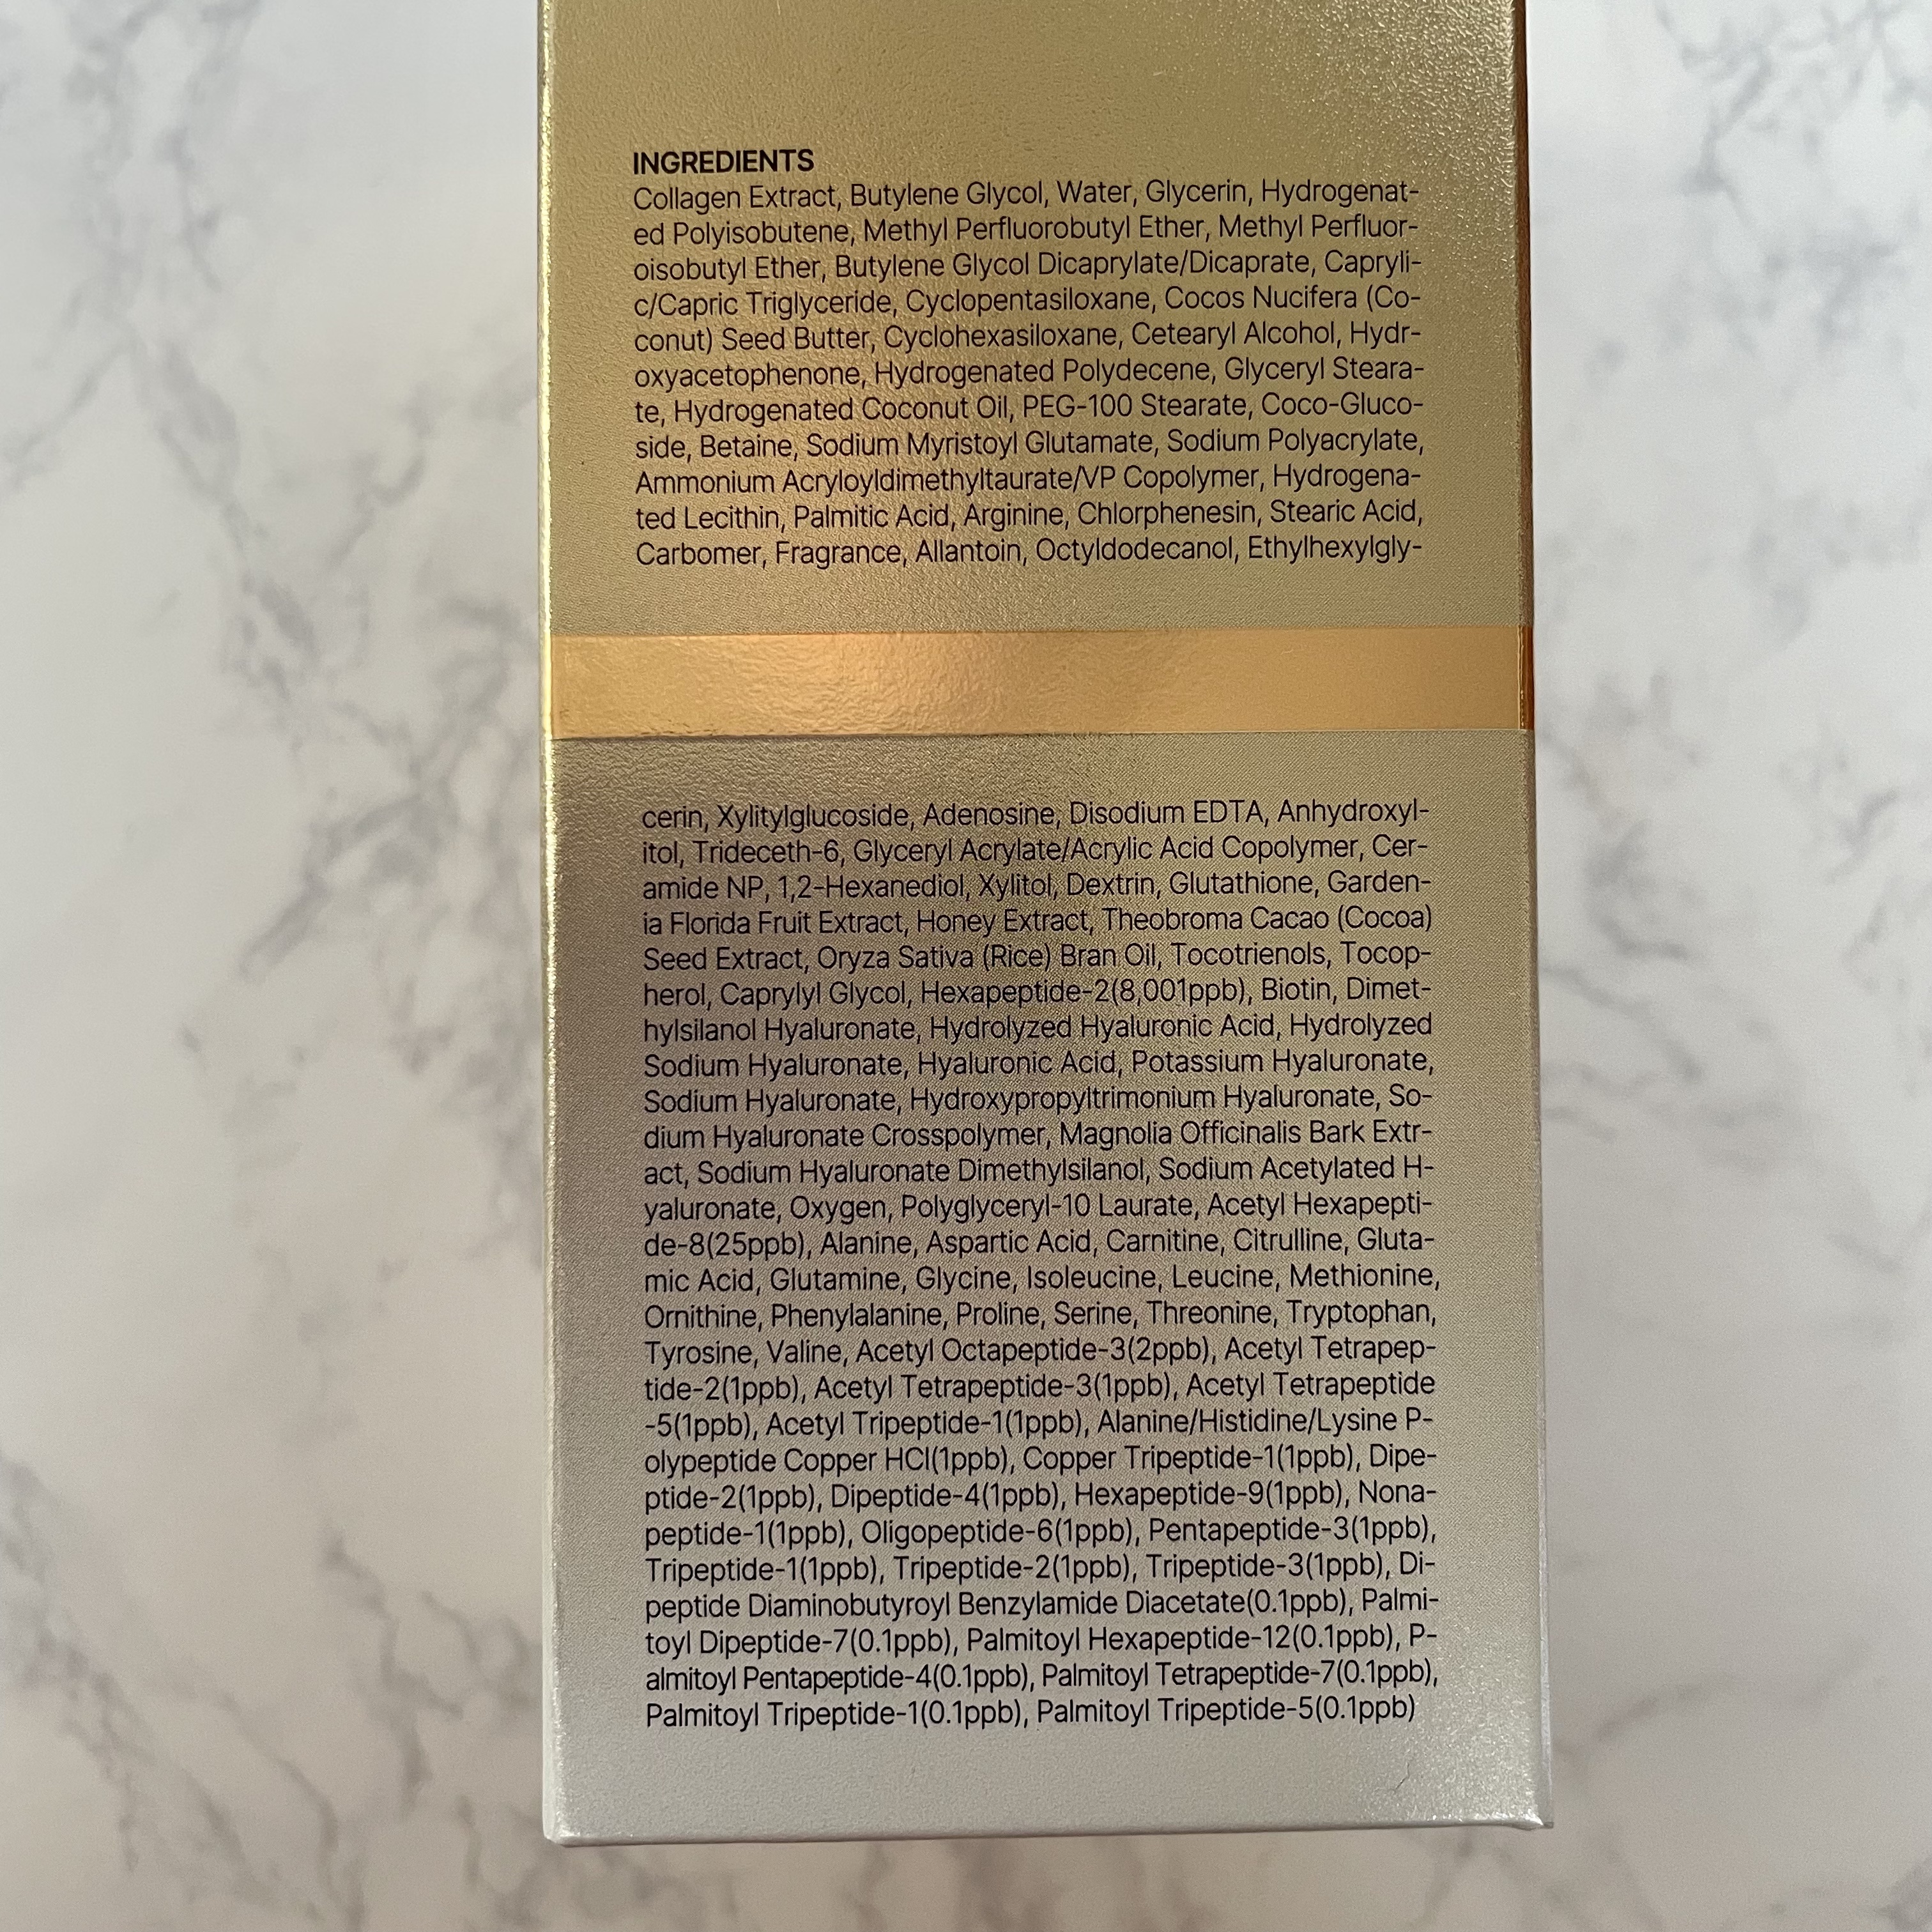 INGREDIENTS
Collagen Extract, Butylene Glycol, Water, Glycerin, Hydrogenat-
ed Polyisobutene, Methyl Perfluorobutyl Ether, Methyl Perfluor-
oisobutyl Ether, Butylene Glycol Dicaprylate/Dicaprate, Capryli-
c/Capric Triglyceride, Cyclopentasiloxane, Cocos Nucifera (Co-
conut) Seed Butter, Cyclohexasiloxane, Cetearyl Alcohol, Hydr-
oxyacetophenone, Hydrogenated Polydecene, Glyceryl Steara-
te, Hydrogenated Coconut Oil, PEG-100 Stearate, Coco-Gluco-
side, Betaine, Sodium Myristoyl Glutamate, Sodium Polyacrylate,
Ammonium Acryloyldimethyltaurate/VP Copolymer, Hydrogena-
ted Lecithin, Palmitic Acid, Arginine, Chlorphenesin, Stearic Acid,
Carbomer, Fragrance, Allantoin, Octyldodecanol, Ethylhexylgly-
cerin, Xylitylglucoside, Adenosine, Disodium EDTA, Anhydroxyl-
itol, Trideceth-6, Glyceryl Acrylate/Acrylic Acid Copolymer, Cer-
amide NP, 1,2-Hexanediol, Xylitol, Dextrin, Glutathione, Garden-
ia Florida Fruit Extract, Honey Extract, Theobroma Cacao (Cocoa)
Seed Extract, Oryza Sativa (Rice) Bran Oil, Tocotrienols, Tocop-
herol, Caprylyl Glycol, Hexapeptide-2(8,001ppb), Biotin, Dimet-
hylsilanol Hyaluronate, Hydrolyzed Hyaluronic Acid, Hydrolyzed
Sodium Hyaluronate, Hyaluronic Acid, Potassium Hyaluronate,
Sodium Hyaluronate, Hydroxypropyltrimonium Hyaluronate, So-
dium Hyaluronate Crosspolymer, Magnolia Officinalis Bark Extr-
act, Sodium Hyaluronate Dimethylsilanol, Sodium Acetylated H-
yaluronate, Oxygen, Polyglyceryl-10 Laurate, Acetyl Hexapepti-
de-8(25ppb), Alanine, Aspartic Acid, Carnitine, Citrulline, Gluta-
mic Acid, Glutamine, Glycine, Isoleucine, Leucine, Methionine,
Ornithine, Phenylalanine, Proline, Serine, Threonine, Tryptophan,
Tyrosine, Valine, Acetyl Octapeptide-3(2ppb), Acetyl Tetrapep-
tide-2(1ppb), Acetyl Tetrapeptide-3(1ppb), Acetyl Tetrapeptide
-5(1ppb), Acetyl Tripeptide-1(1ppb), Alanine/Histidine/Lysine P-
olypeptide Copper HCl(1ppb), Copper Tripeptide-1(1ppb), Dipe-
ptide-2(1ppb), Dipeptide-4(1ppb), Hexapeptide-9(1ppb), Nona-
peptide-1(1ppb), Oligopeptide-6(1ppb), Pentapeptide-3(1ppb),
Tripeptide-1(1ppb), Tripeptide-2(1ppb), Tripeptide-3(1ppb), Di-
peptide Diaminobutyroyl Benzylamide Diacetate(0.1ppb), Palmi-
toyl Dipeptide-7(0.1ppb), Palmitoyl Hexapeptide-12(0.1ppb), P-
almitoyl Pentapeptide-4(0.1ppb), Palmitoyl Tetrapeptide-7(0.1ppb),
Palmitoyl Tripeptide-1(0.1ppb), Palmitoyl Tripeptide-5(0.1ppb)